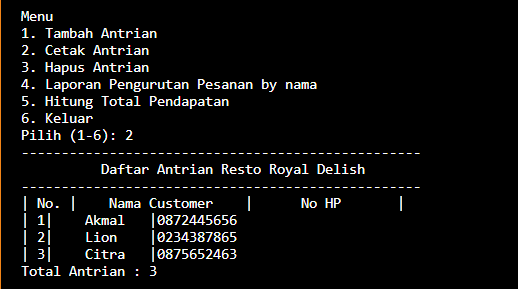 Menu
1. Tambah Antrian
2. Cetak Antrian
3. Hapus Antrian
4. Laporan Pengurutan Pesanan by nama
5. Hitung Total Pendapatan
6. Keluar
Pilih (1-6): 2
--------------------------------------------------
Daftar Antrian Resto Royal Delish
--------------------------------------------------
| No. |    Nama Customer    |      No HP      |
| 1|    Akmal   |0872445656
| 2|    Lion    |0234387865
| 3|    Citra   |0875652463
Total Antrian : 3